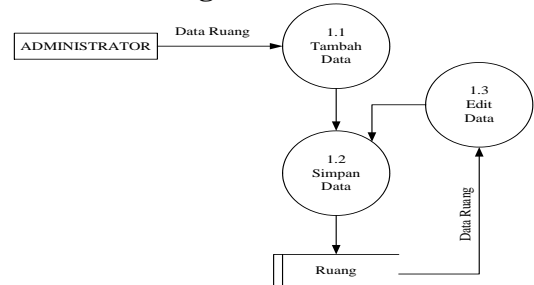 Data Ruang
ADMINISTRATOR
1.1
Tambah
Data
1.3
Edit
Data
1.2
Simpan
Data
Data Ruang
Ruang